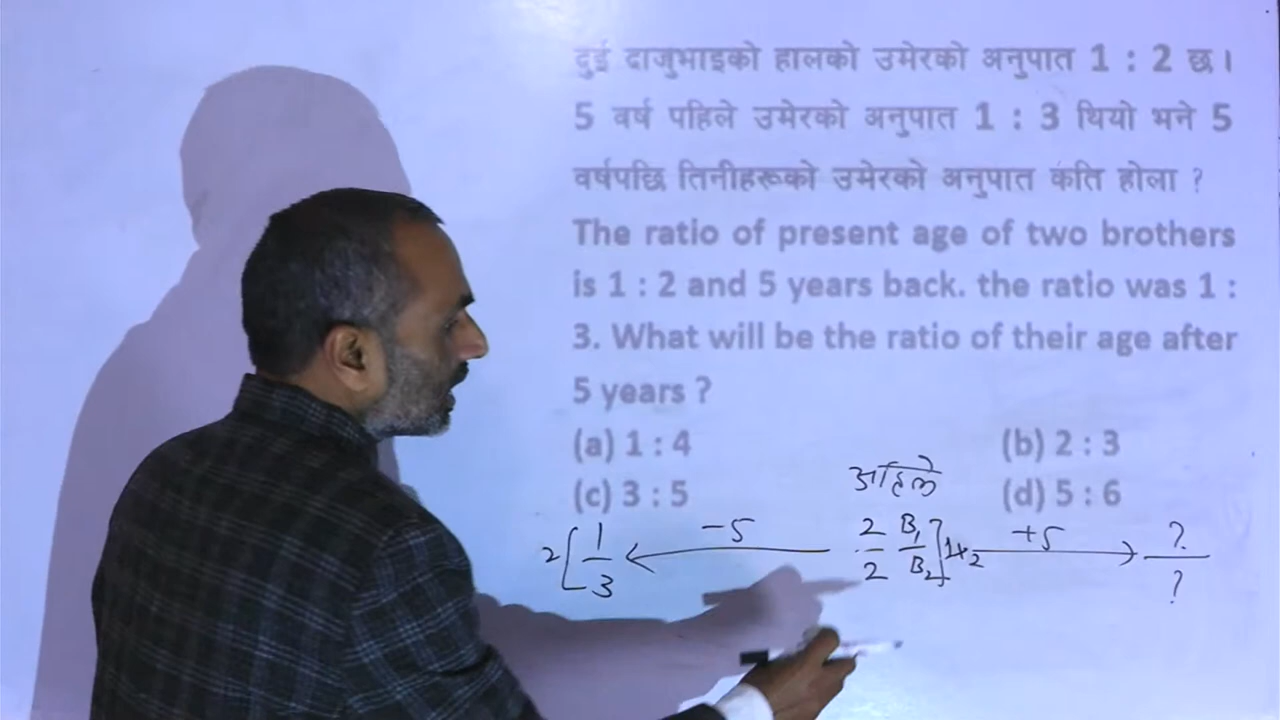 दुई दाजुभाइको हालको उमेरको अनुपात 1 : 2 छ।
5 वर्ष पहिले उमेरको अनुपात 1 : 3 थियो भने 5
वर्षपछि तिनीहरूको उमेरको अनुपात कति होला ?
The ratio of present age of two brothers
is 1 : 2 and 5 years back. the ratio was 1 :
3. What will be the ratio of their age after
5 years ?
(a) 1 : 4 (b) 2 : 3
(c) 3 : 5 (d) 5 : 6
अहिले
2 [ 1/3 ← -5 2/2 B1/B2 ] 1×2 +5 → ?/?